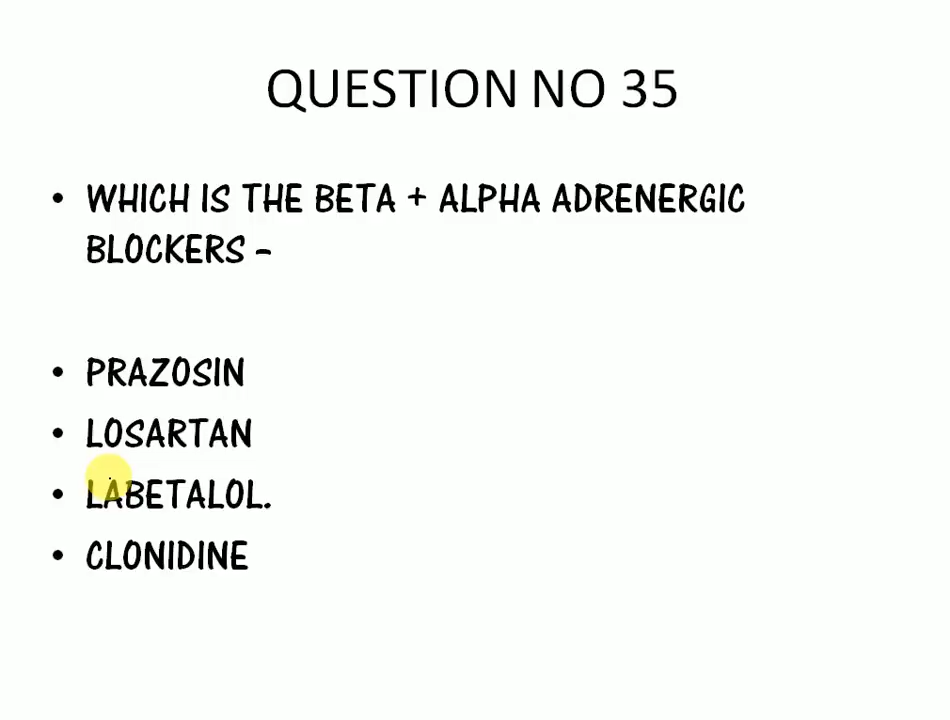 QUESTION NO 35
• WHICH IS THE BETA + ALPHA ADRENERGIC
BLOCKERS –
• PRAZOSIN
• LOSARTAN
• LABETALOL.
• CLONIDINE